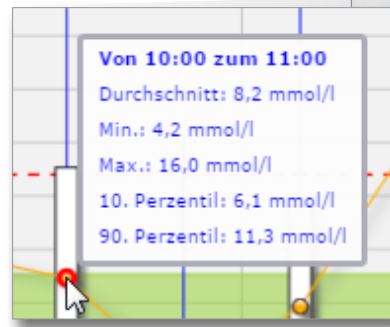 Von 10:00 zum 11:00
Durchschnitt: 8,2 mmol/l
Min.: 4,2 mmol/l
Max.: 16,0 mmol/l
10. Perzentil: 6,1 mmol/l
90. Perzentil: 11,3 mmol/l